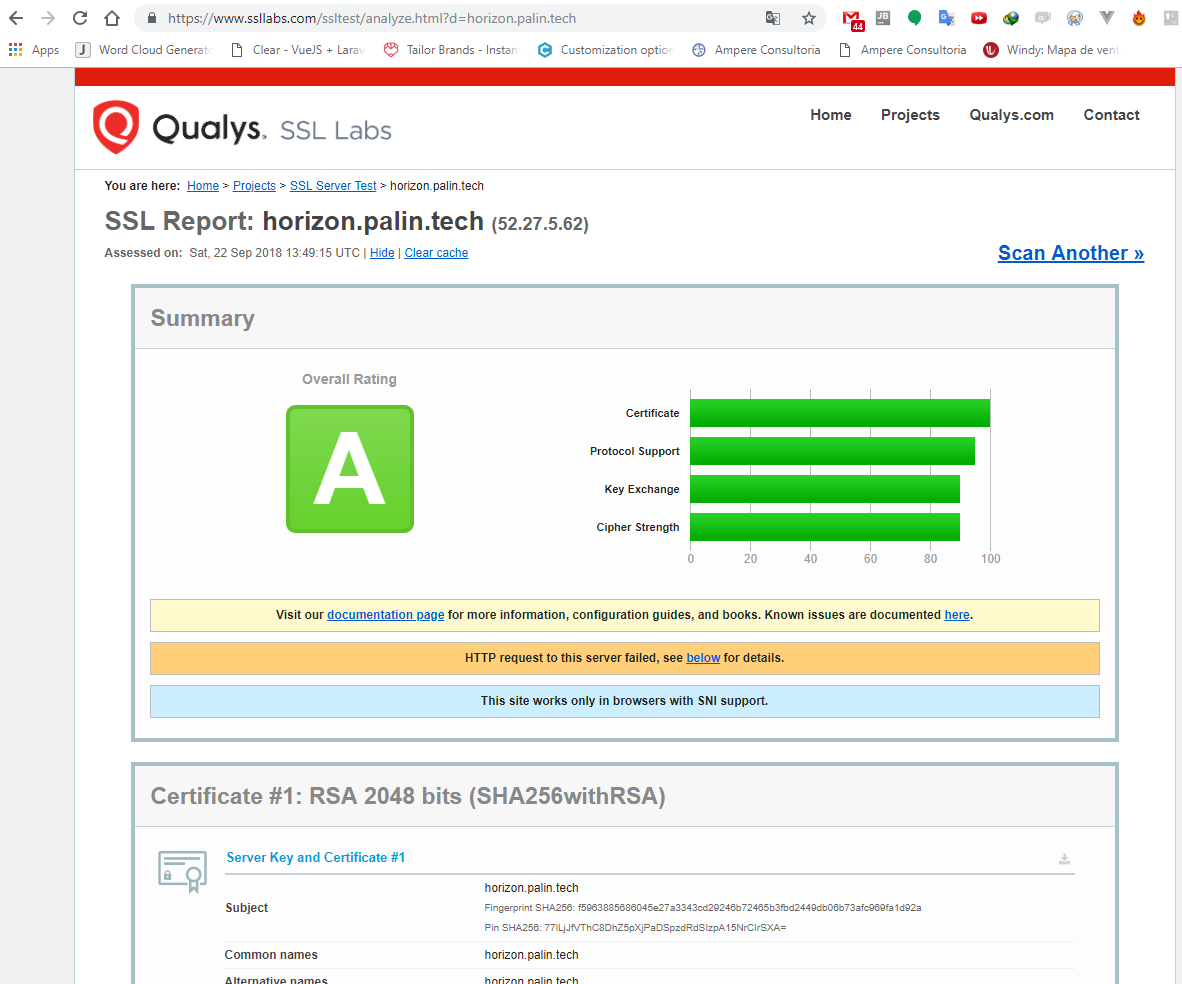 https://www.ssllabs.com/ssltest/analyze.html?d=horizon.palin.tech
44
JB
Apps
J
Word Cloud Generato
Clear - VueJS + Larav
Tailor Brands - Instan
Customization option
Ampere Consultoria
Ampere Consultoria
Windy: Mapa de vent
Qualys. SSL Labs
Home
Projects
Qualys.com
Contact
You are here: Home > Projects > SSL Server Test > horizon.palin.tech
SSL Report: horizon.palin.tech (52.27.5.62)
Assessed on: Sat, 22 Sep 2018 13:49:15 UTC | Hide | Clear cache
Scan Another »
Summary
Overall Rating
A
Certificate
Protocol Support
Key Exchange
Cipher Strength
0 20 40 60 80 100
Visit our documentation page for more information, configuration guides, and books. Known issues are documented here.
HTTP request to this server failed, see below for details.
This site works only in browsers with SNI support.
Certificate #1: RSA 2048 bits (SHA256withRSA)
Server Key and Certificate #1
Subject
horizon.palin.tech
Fingerprint SHA256: f5963885686045e27a3343cd29246b72465b3fbd2449db06b73afc969fa1d92a
Pin SHA256:
Common names
horizon.palin.tech
Alternative names
horizon.palin.tech